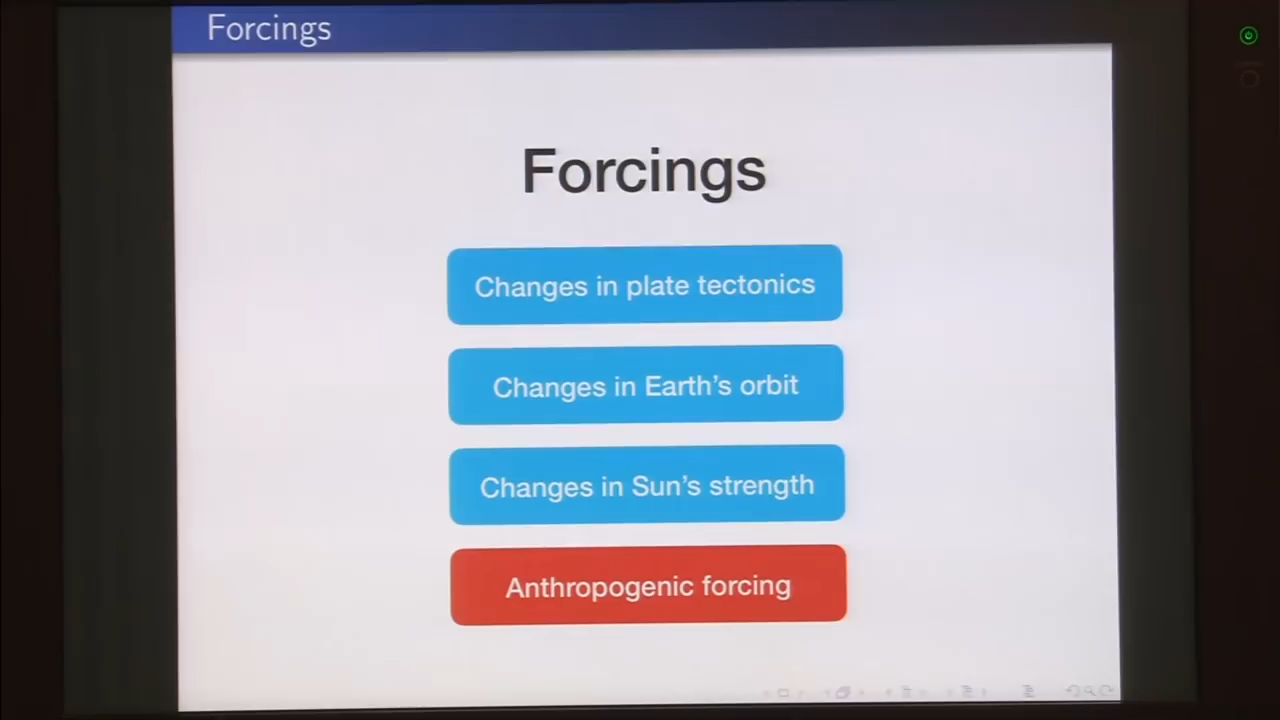 Forcings
Forcings
Changes in plate tectonics
Changes in Earth's orbit
Changes in Sun's strength
Anthropogenic forcing